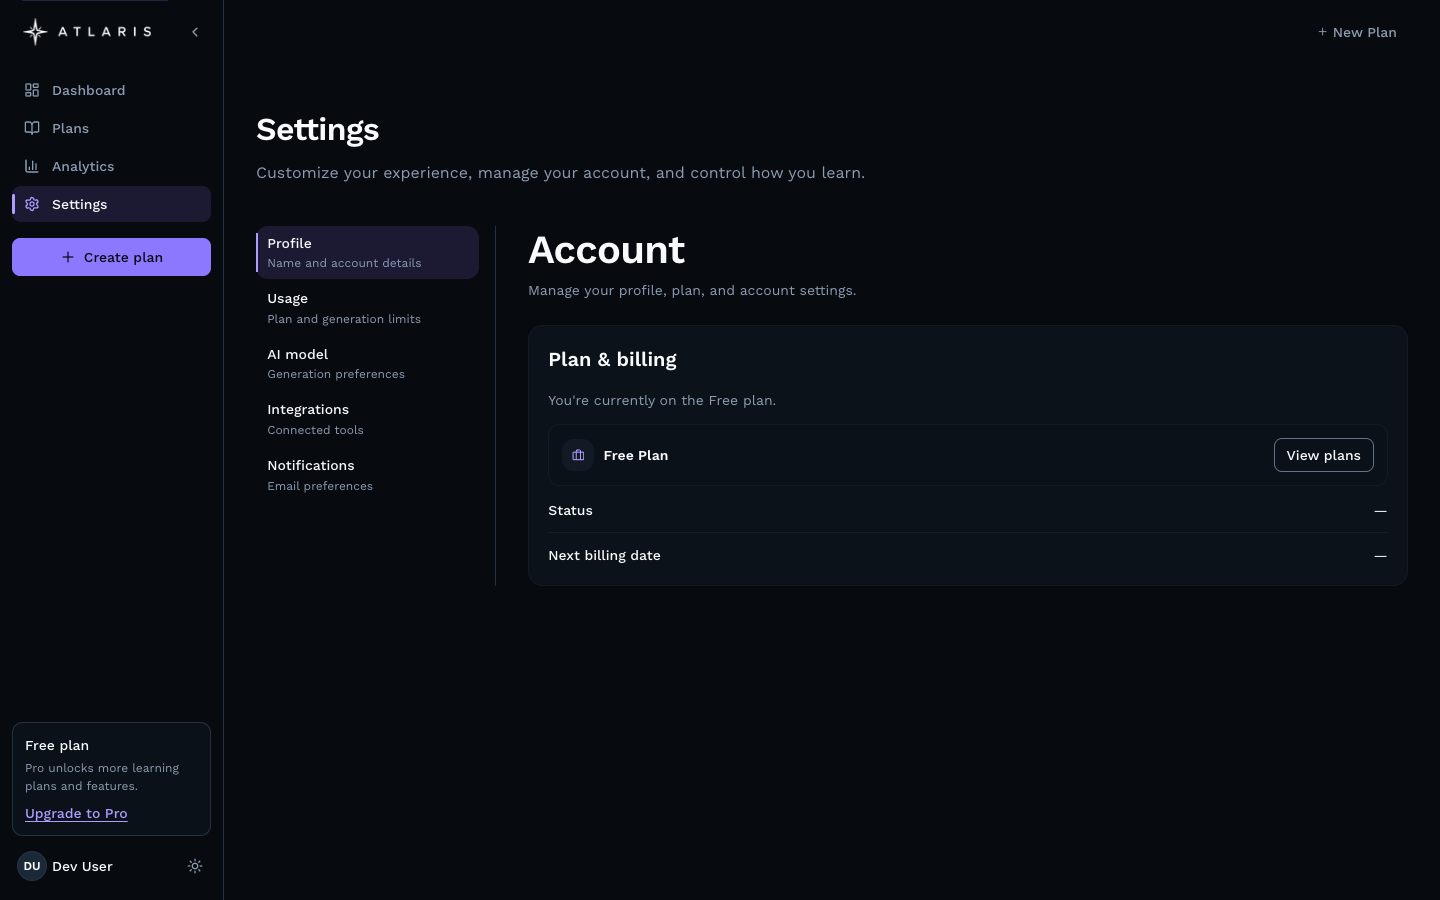 ATLARIS
New Plan
Dashboard
Plans
Analytics
Settings
Create plan
Settings
Customize your experience, manage your account, and control how you learn.
Profile
Name and account details
Usage
Plan and generation limits
AI model
Generation preferences
Integrations
Connected tools
Notifications
Email preferences
Account
Manage your profile, plan, and account settings.
Plan & billing
You're currently on the Free plan.
Free Plan
View plans
Status —
Next billing date —
Free plan
Pro unlocks more learning
plans and features.
Upgrade to Pro
DU Dev User